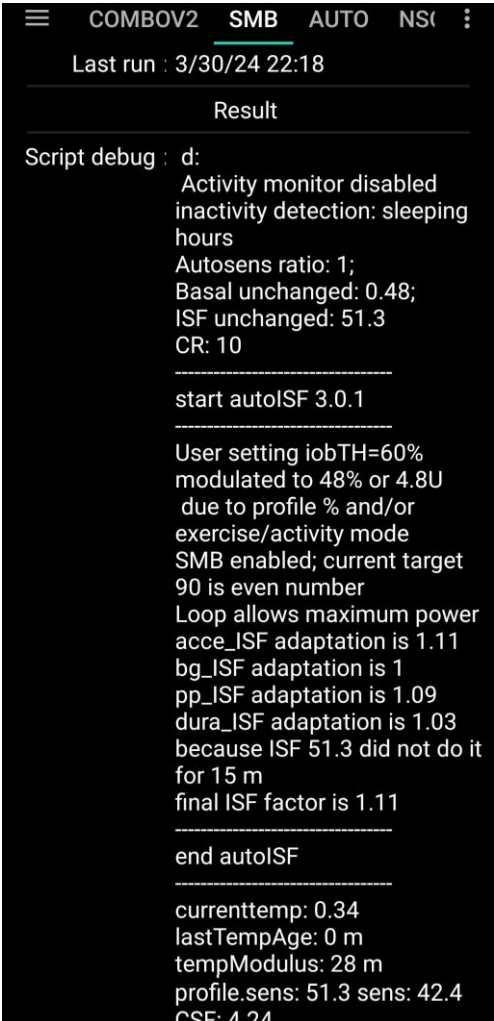 COMBOV2 SMB AUTO NS(
Last run : 3/30/24 22:18
Result
Script debug : d:
Activity monitor disabled
inactivity detection: sleeping
hours
Autosens ratio: 1;
Basal unchanged: 0.48;
ISF unchanged: 51.3
CR: 10
----------------------------------
start autoISF 3.0.1
----------------------------------
User setting iobTH=60%
modulated to 48% or 4.8U
due to profile % and/or
exercise/activity mode
SMB enabled; current target
90 is even number
Loop allows maximum power
acce_ISF adaptation is 1.11
bg_ISF adaptation is 1
pp_ISF adaptation is 1.09
dura_ISF adaptation is 1.03
because ISF 51.3 did not do it
for 15 m
final ISF factor is 1.11
----------------------------------
end autoISF
----------------------------------
currenttemp: 0.34
lastTempAge: 0 m
tempModulus: 28 m
profile.sens: 51.3 sens: 42.4
CSF: 4.24